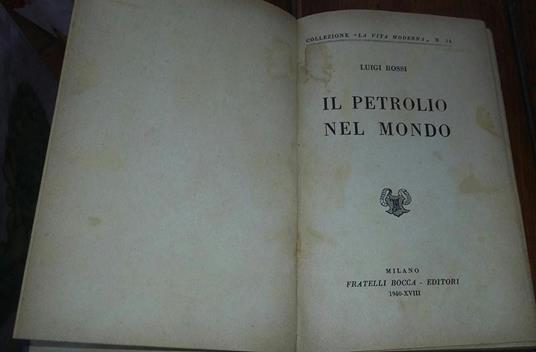 COLLEZIONE "LA VITA MODERNA„ N.
LUIGI ROSSI
IL PETROLIO
NEL MONDO
MILANO
FRATELLI BOCCA - EDITORI
1940-XVIII